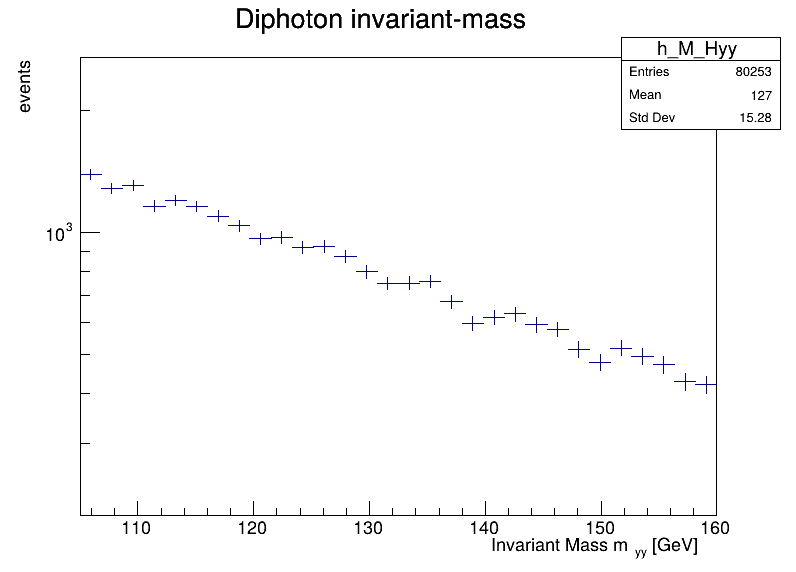 Diphoton invariant-mass
h_M_Hyy
Entries 80253
Mean 127
Std Dev 15.28
events
10³
110 120 130 140 150 160
Invariant Mass m yy [GeV]